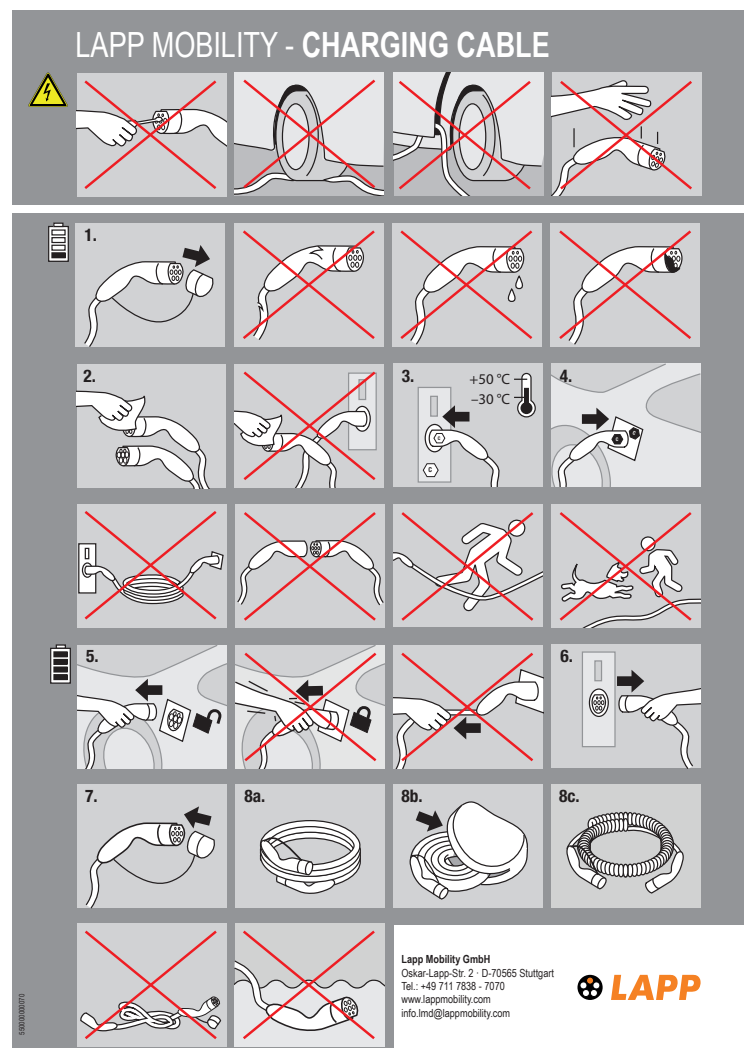 LAPP MOBILITY - CHARGING CABLE
1.
2.
3.
+50 °C
–30 °C
C
C
4.
5.
6.
7.
8a.
8b.
8c.
Lapp Mobility GmbH
Oskar-Lapp-Str. 2 · D-70565 Stuttgart
Tel.: +49 711 7838 - 7070
www.lappmobility.com
info.lmd@lappmobility.com
LAPP